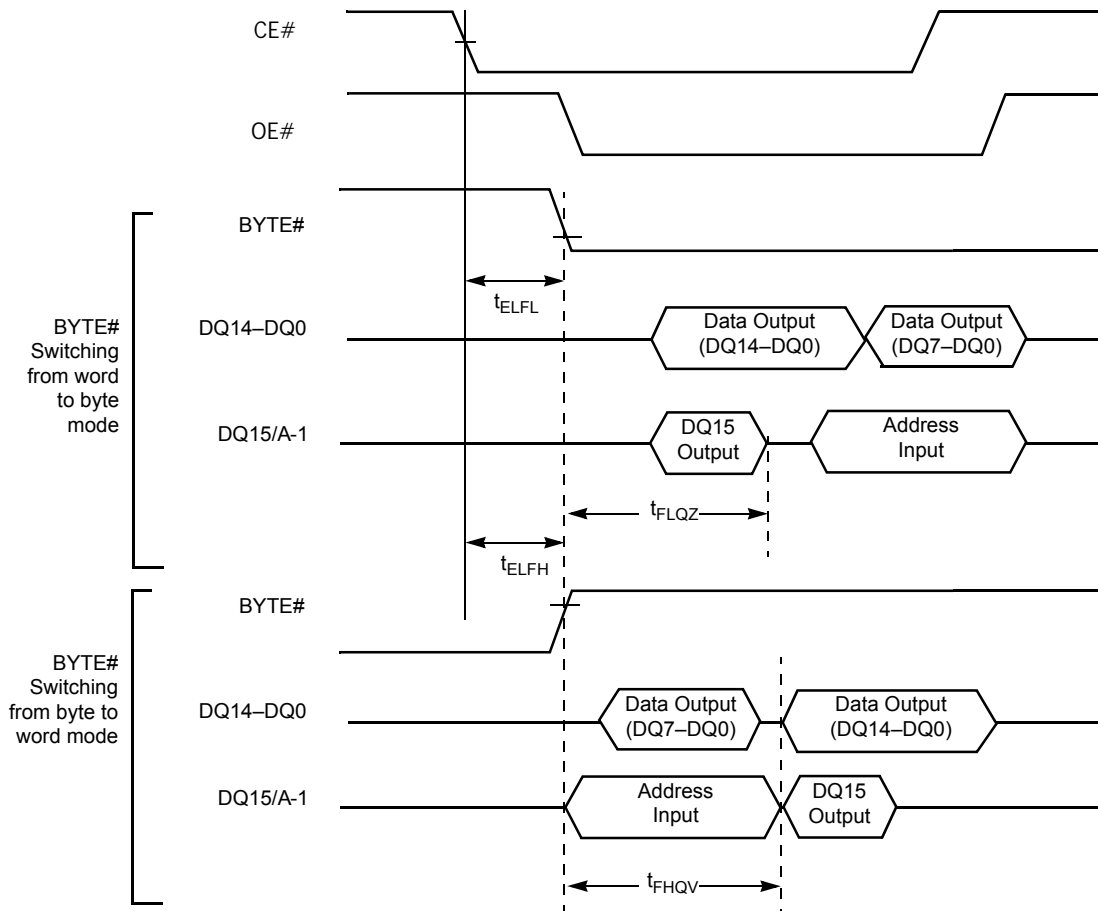 CE#
OE#
BYTE#
tELFL
BYTE#
Switching
from word
to byte
mode
DQ14–DQ0
Data Output
(DQ14–DQ0)
Data Output
(DQ7–DQ0)
DQ15/A-1
DQ15
Output
Address
Input
tFLQZ
tELFH
BYTE#
BYTE#
Switching
from byte to
word mode
DQ14–DQ0
Data Output
(DQ7–DQ0)
Data Output
(DQ14–DQ0)
DQ15/A-1
Address
Input
DQ15
Output
tFHQV